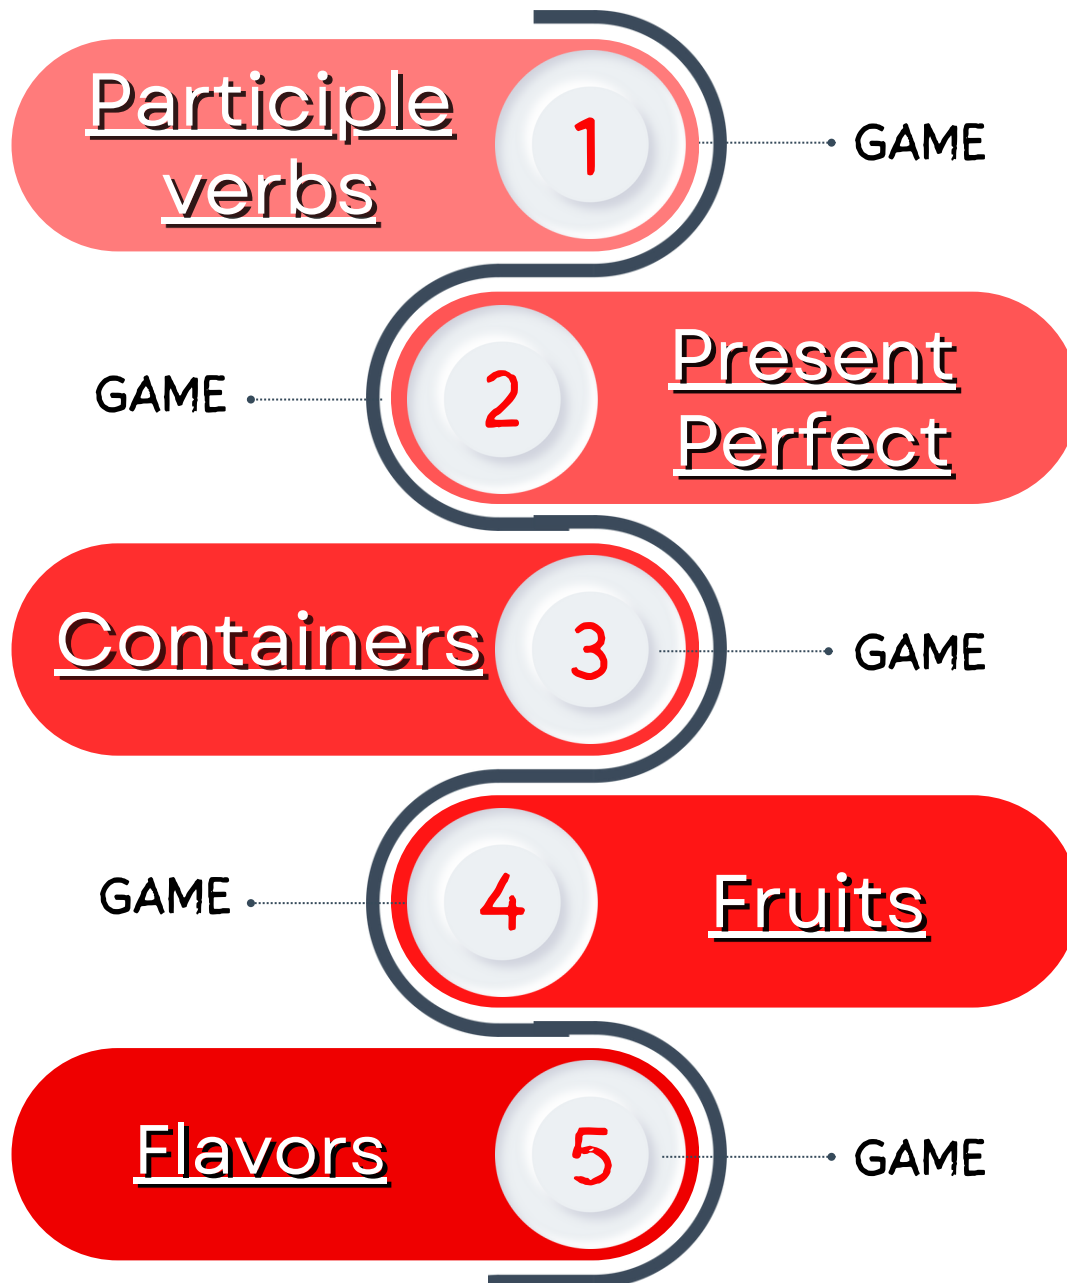 Participle
verbs
1
GAME
GAME
2
Present
Perfect
Containers
3
GAME
GAME
4
Fruits
Flavors
5
GAME